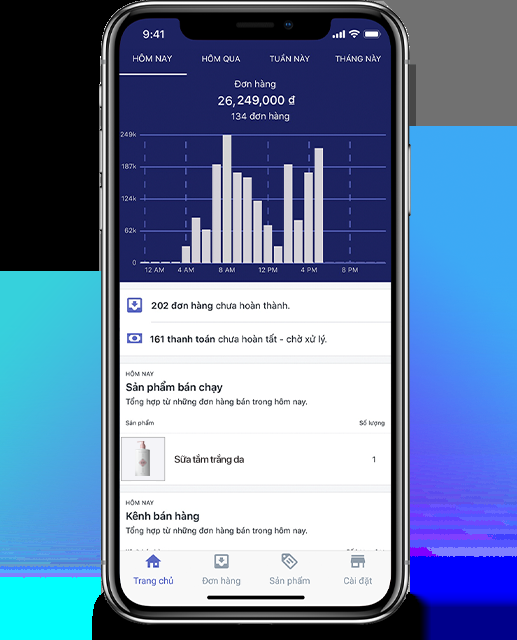 9:41
HÔM NAY HÔM QUA TUẦN NÀY THÁNG NÀY
Đơn hàng
26,249,000 ₫
134 đơn hàng
249k
187k
124k
62k
0
12 AM 4 AM 8 AM 12 PM 4 PM 8 PM
202 đơn hàng chưa hoàn thành.
161 thanh toán chưa hoàn tất - chờ xử lý.
HÔM NAY
Sản phẩm bán chạy
Tổng hợp từ những đơn hàng bán trong hôm nay.
Sản phẩm Số lượng
Sữa tắm trắng da 1
HÔM NAY
Kênh bán hàng
Tổng hợp từ những đơn hàng bán trong hôm nay.
Trang chủ Đơn hàng Sản phẩm Cài đặt